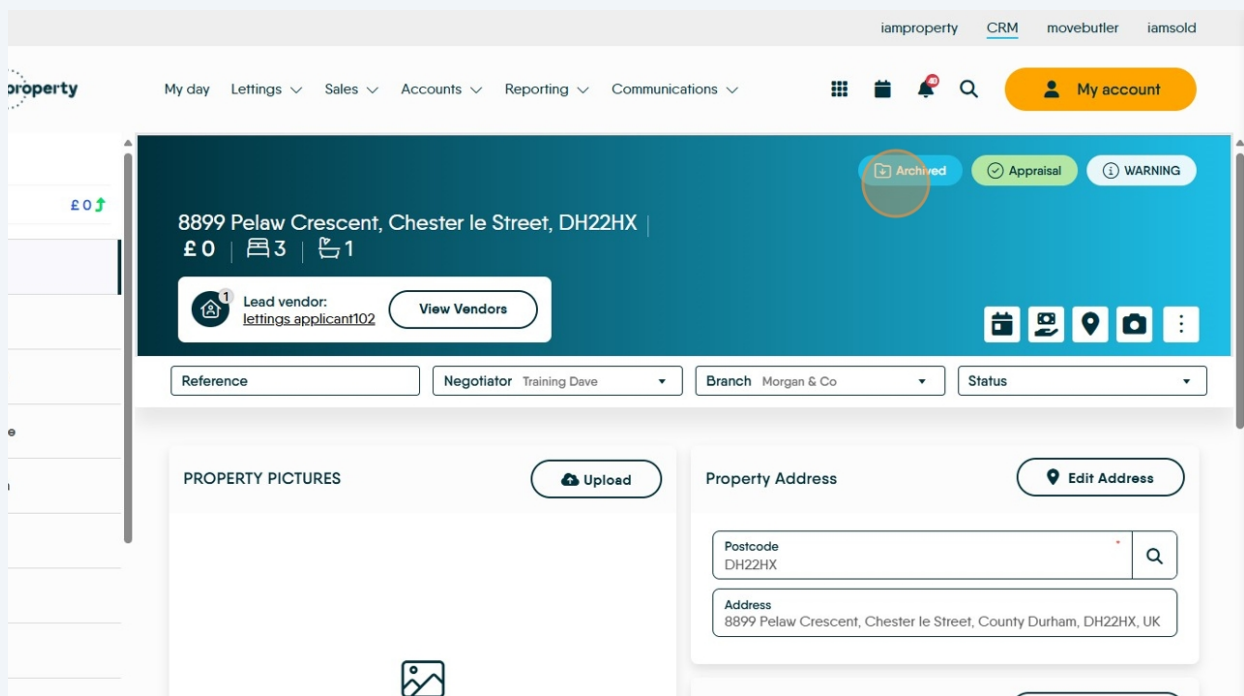 iamproperty CRM movebutler iamsold
property My day Lettings Sales Accounts Reporting Communications My account
£0
Archived Appraisal WARNING
8899 Pelaw Crescent, Chester le Street, DH22HX
£0 | 3 | 1
1
Lead vendor:
lettings applicant102
View Vendors
Reference Negotiator Training Dave Branch Morgan & Co Status
PROPERTY PICTURES Upload
Property Address Edit Address
Postcode *
DH22HX
Address
8899 Pelaw Crescent, Chester le Street, County Durham, DH22HX, UK